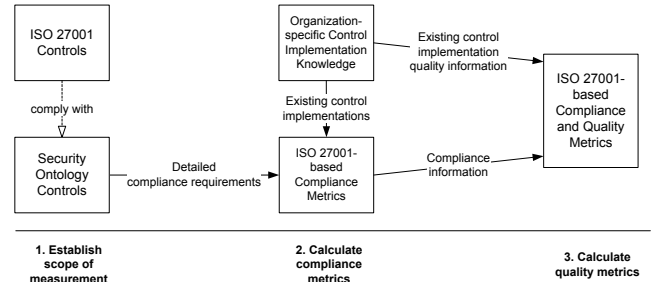 ISO 27001
Controls
Organization-
specific Control
Implementation
Knowledge
Existing control
implementation
quality information
ISO 27001-
based
Compliance
and Quality
Metrics
comply with
Existing control
implementations
Security
Ontology
Controls
Detailed
compliance requirements
ISO 27001-
based
Compliance
Metrics
Compliance
information
1. Establish
scope of
measurement
2. Calculate
compliance
metrics
3. Calculate
quality metrics